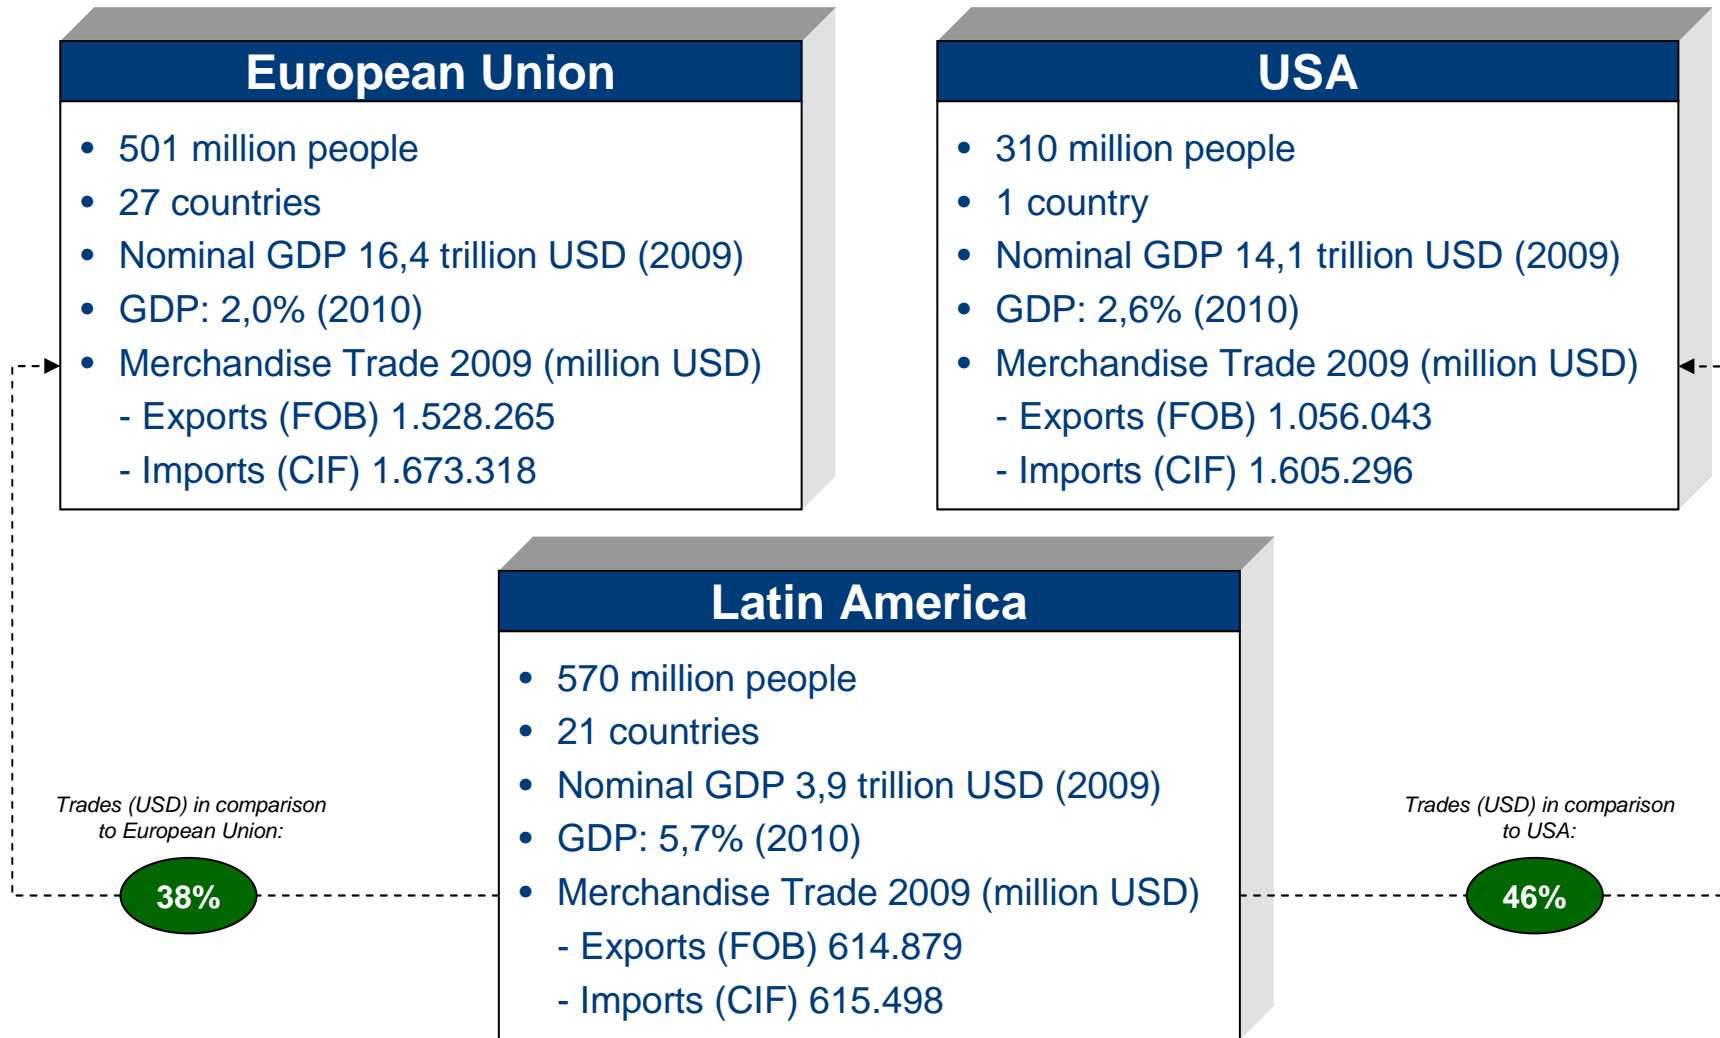 European Union
• 501 million people
• 27 countries
• Nominal GDP 16,4 trillion USD (2009)
• GDP: 2,0% (2010)
• Merchandise Trade 2009 (million USD)
- Exports (FOB) 1.528.265
- Imports (CIF) 1.673.318
USA
• 310 million people
• 1 country
• Nominal GDP 14,1 trillion USD (2009)
• GDP: 2,6% (2010)
• Merchandise Trade 2009 (million USD)
- Exports (FOB) 1.056.043
- Imports (CIF) 1.605.296
Latin America
• 570 million people
• 21 countries
• Nominal GDP 3,9 trillion USD (2009)
• GDP: 5,7% (2010)
• Merchandise Trade 2009 (million USD)
- Exports (FOB) 614.879
- Imports (CIF) 615.498
Trades (USD) in comparison
to European Union:
38%
Trades (USD) in comparison
to USA:
46%